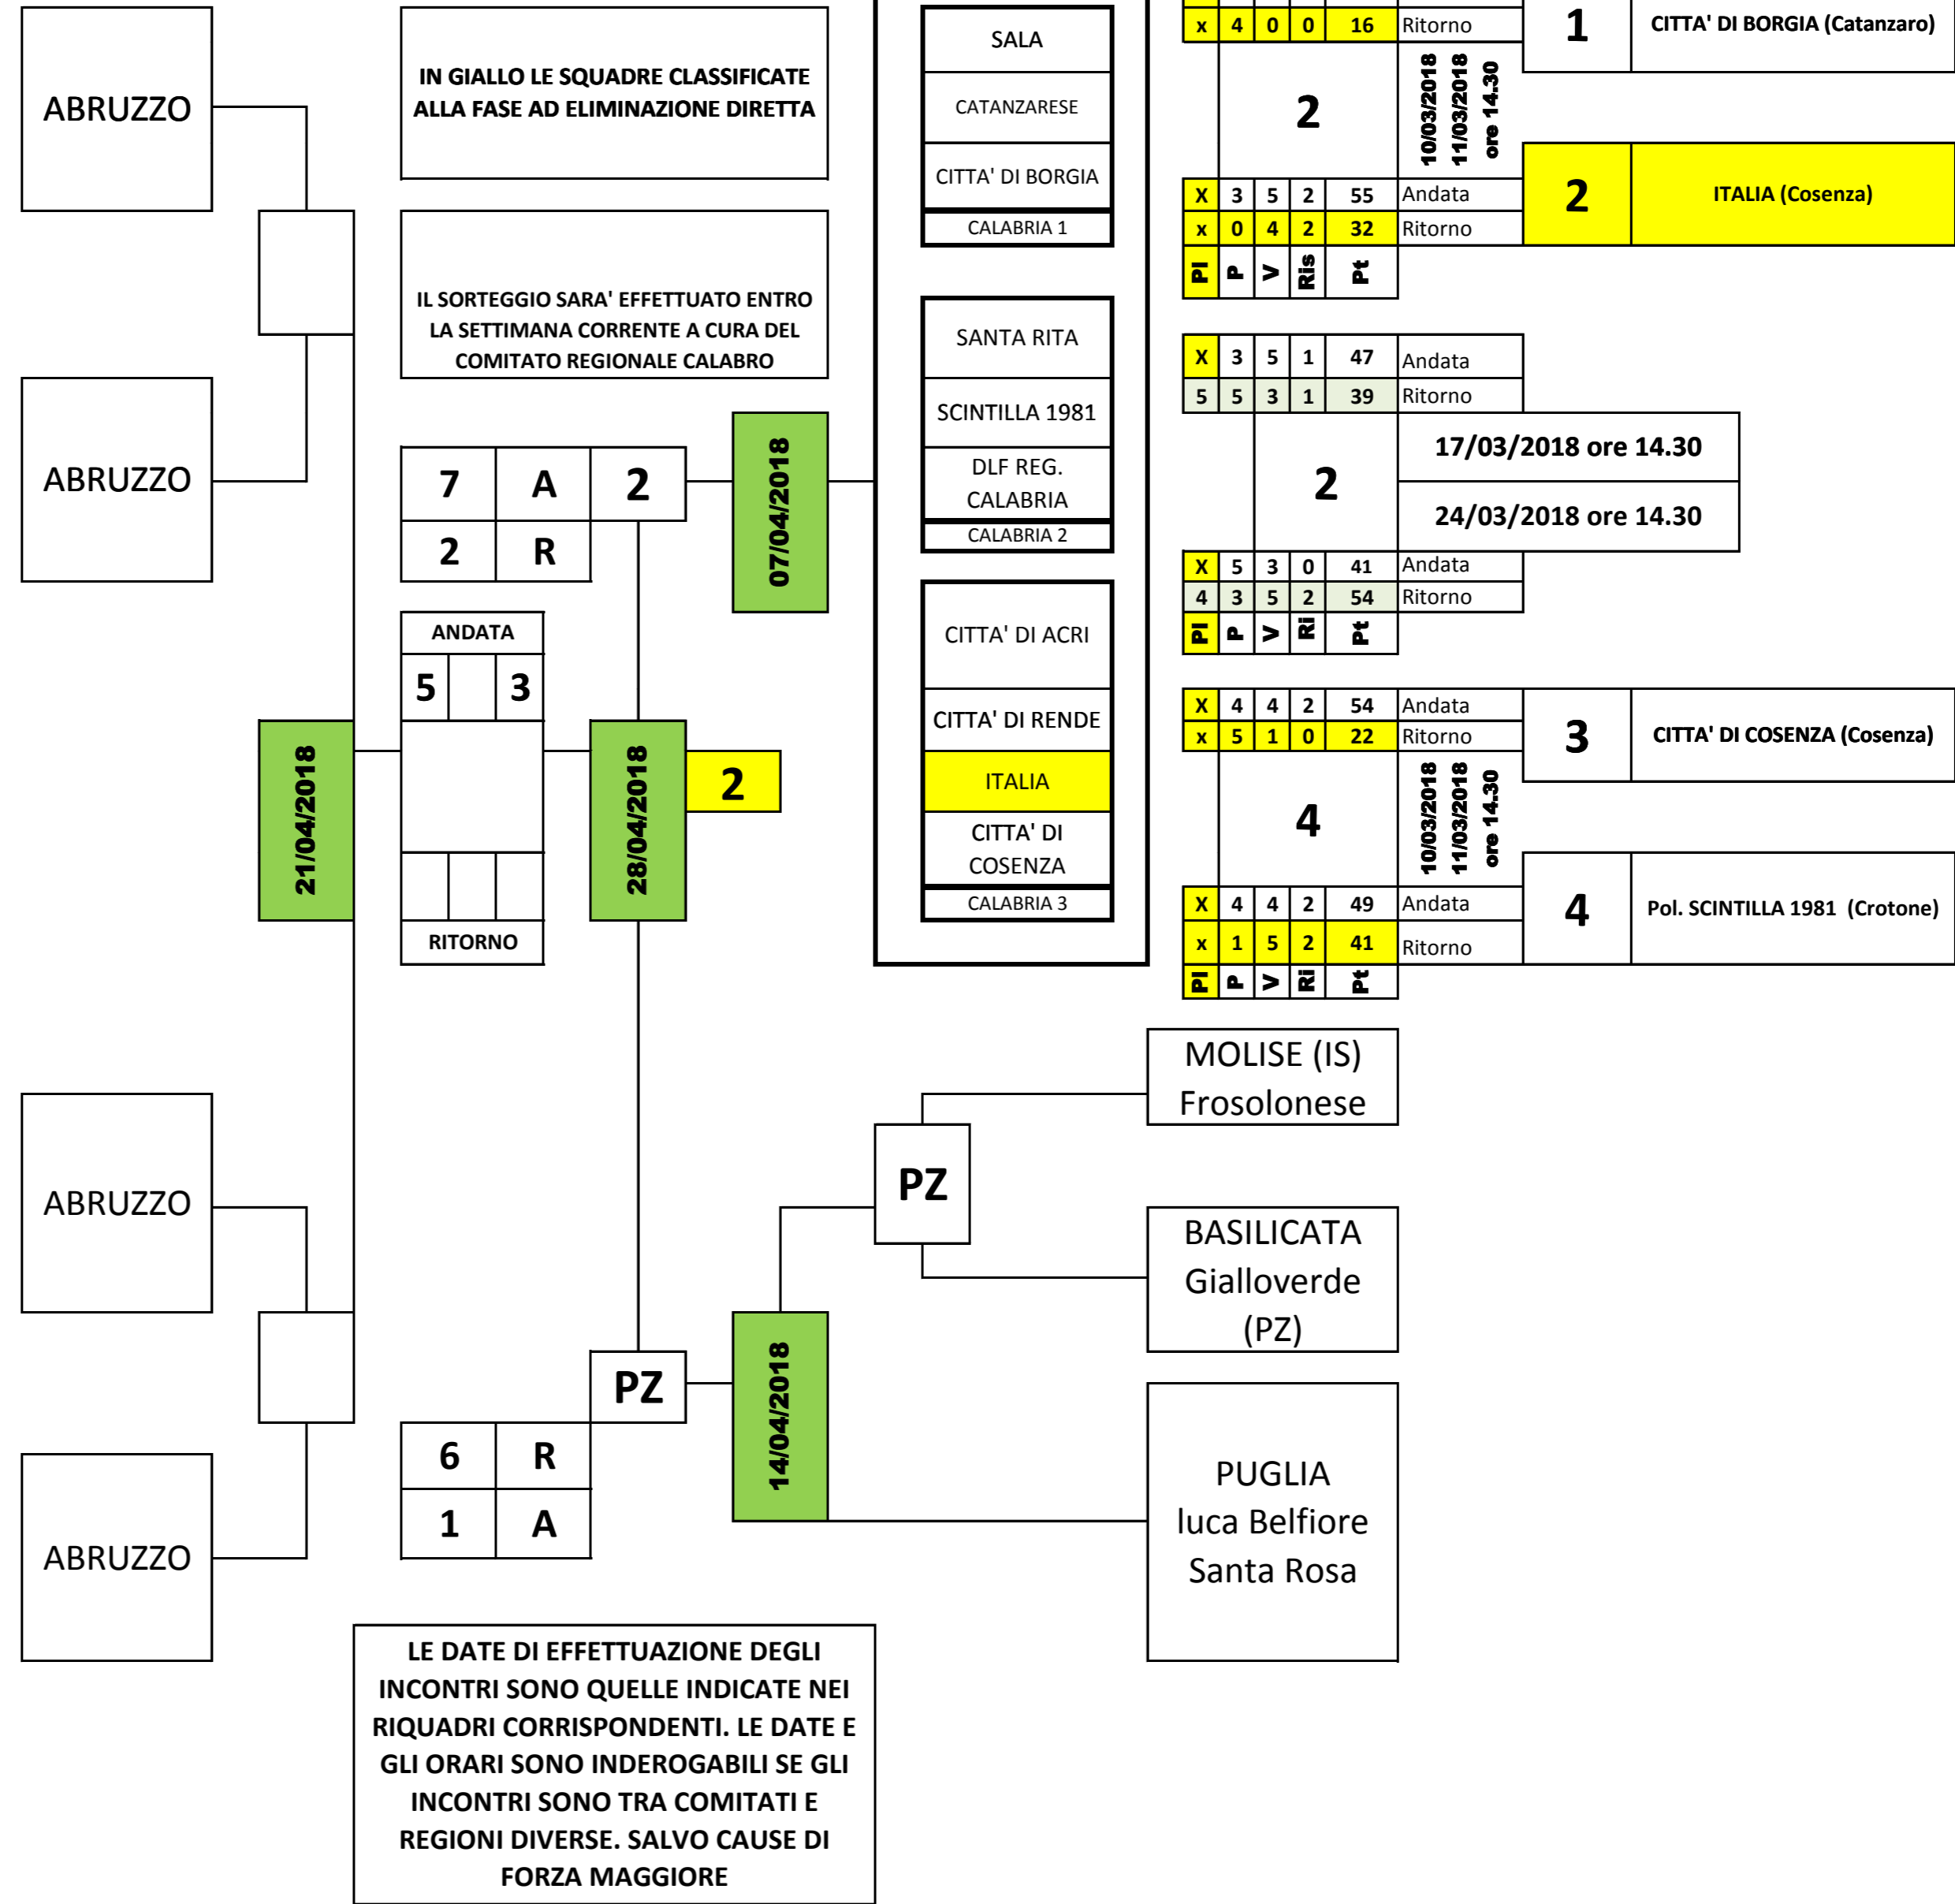 ABRUZZO
ABRUZZO
ABRUZZO
ABRUZZO
21/04/2018
IN GIALLO LE SQUADRE CLASSIFICATE
ALLA FASE AD ELIMINAZIONE DIRETTA
IL SORTEGGIO SARA' EFFETTUATO ENTRO
LA SETTIMANA CORRENTE A CURA DEL
COMITATO REGIONALE CALABRO
7 A 2
2 R
07/04/2018
ANDATA
5 3
RITORNO
28/04/2018
2
PZ
6 R
1 A
14/04/2018
SALA
CATANZARESE
CITTA' DI BORGIA
CALABRIA 1
SANTA RITA
SCINTILLA 1981
DLF REG.
CALABRIA
CALABRIA 2
CITTA' DI ACRI
CITTA' DI RENDE
ITALIA
CITTA' DI
COSENZA
CALABRIA 3
x 4 0 0 16 Ritorno
1 CITTA' DI BORGIA (Catanzaro)
2
10/03/2018
11/03/2018
ore 14.30
X 3 5 2 55 Andata
x 0 4 2 32 Ritorno
2 ITALIA (Cosenza)
Pl P V Ris Pt
X 3 5 1 47 Andata
5 5 3 1 39 Ritorno
2
17/03/2018 ore 14.30
24/03/2018 ore 14.30
X 5 3 0 41 Andata
4 3 5 2 54 Ritorno
Pl P V Ri Pt
X 4 4 2 54 Andata
x 5 1 0 22 Ritorno
3 CITTA' DI COSENZA (Cosenza)
4
10/03/2018
11/03/2018
ore 14.30
X 4 4 2 49 Andata
x 1 5 2 41 Ritorno
4 Pol. SCINTILLA 1981 (Crotone)
Pl P V Ri Pt
MOLISE (IS)
Frosolonese
PZ
BASILICATA
Gialloverde
(PZ)
PUGLIA
luca Belfiore
Santa Rosa
LE DATE DI EFFETTUAZIONE DEGLI
INCONTRI SONO QUELLE INDICATE NEI
RIQUADRI CORRISPONDENTI. LE DATE E
GLI ORARI SONO INDEROGABILI SE GLI
INCONTRI SONO TRA COMITATI E
REGIONI DIVERSE. SALVO CAUSE DI
FORZA MAGGIORE